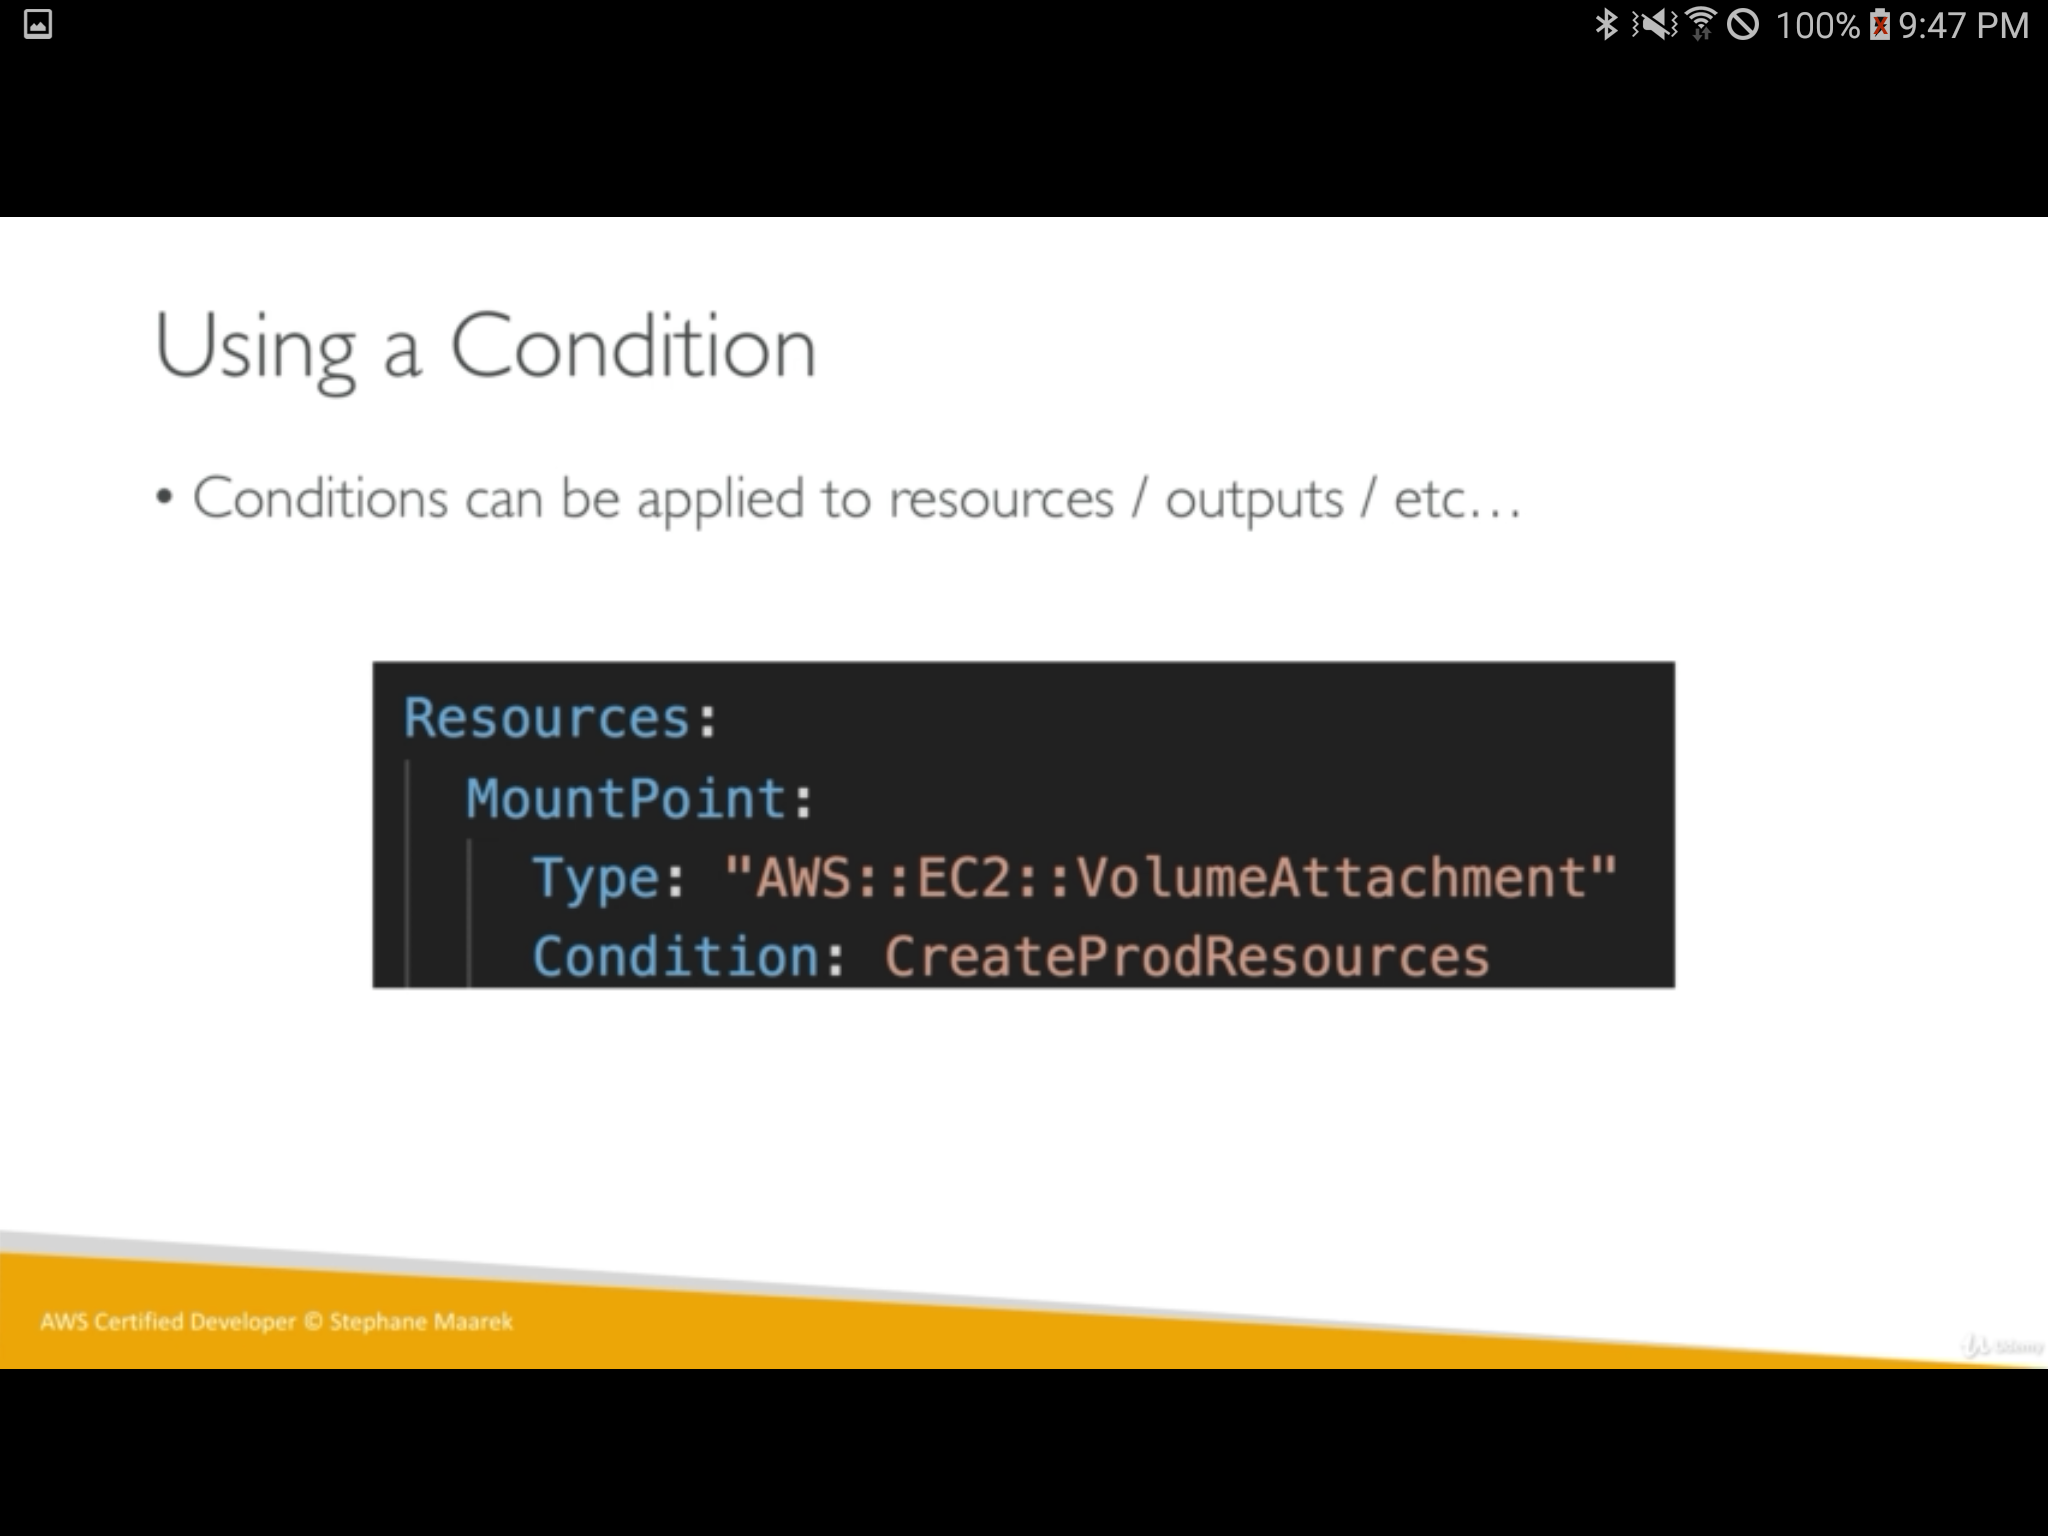 100% 9:47 PM
Using a Condition
• Conditions can be applied to resources / outputs / etc...
Resources:
MountPoint:
Type: "AWS::EC2::VolumeAttachment"
Condition: CreateProdResources
AWS Certified Developer © Stephane Maarek
Udemy